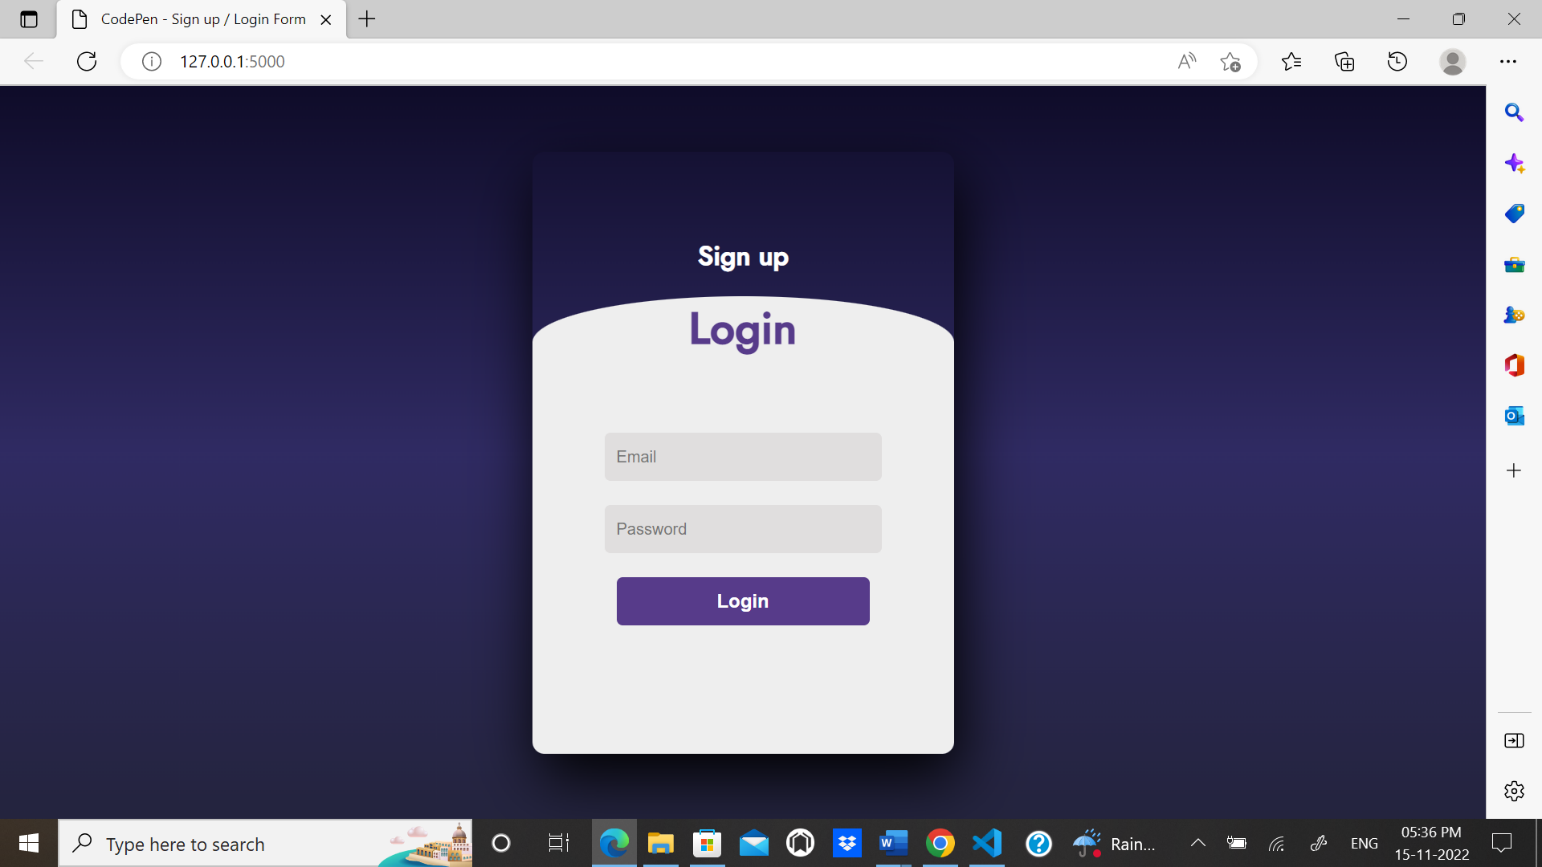 CodePen - Sign up / Login Form
127.0.0.1:5000
Sign up
Login
Email
Password
Login
Type here to search
Rain...
ENG
05:36 PM
15-11-2022